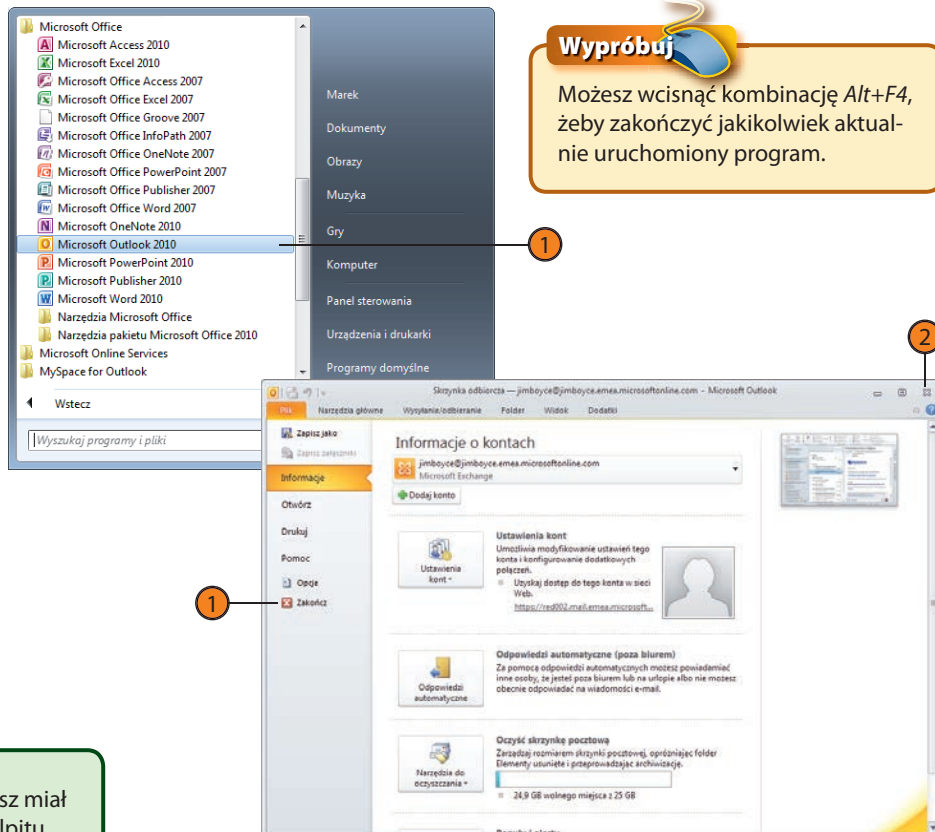 Microsoft Office
Microsoft Access 2010
Microsoft Excel 2010
Microsoft Office Access 2007
Microsoft Office Excel 2007
Microsoft Office Groove 2007
Microsoft Office InfoPath 2007
Microsoft Office OneNote 2007
Microsoft Office PowerPoint 2007
Microsoft Office Publisher 2007
Microsoft Office Word 2007
Microsoft OneNote 2010
Microsoft Outlook 2010
Microsoft PowerPoint 2010
Microsoft Publisher 2010
Microsoft Word 2010
Narzędzia Microsoft Office
Narzędzia pakietu Microsoft Office 2010
Microsoft Online Services
MySpace for Outlook
Wstecz
Wyszukaj programy i pliki
Marek
Dokumenty
Obrazy
Muzyka
Gry
Komputer
Panel sterowania
Urządzenia i drukarki
Programy domyślne
1
Wypróbuj
Możesz wcisnąć kombinację Alt+F4,
żeby zakończyć jakikolwiek aktual-
nie uruchomiony program.
2
Skrzynka odbiorcza — jimboyce@jimboyce.emea.microsoftonline.com - Microsoft Outlook
Plik Narzędzia główne Wysyłanie/odbieranie Folder Widok Dodatki
Zapisz jako
Zapisz załączniki
Informacje
Otwórz
Drukuj
Pomoc
Opcje
Zakończ
1
Informacje o kontach
jimboyce@jimboyce.emea.microsoftonline.com
Microsoft Exchange
Dodaj konto
Ustawienia
kont
Ustawienia kont
Umożliwia modyfikowanie ustawień tego
konta i konfigurowanie dodatkowych
połączeń.
Uzyskaj dostęp do tego konta w sieci
Web.
https://red002.mail.emea.microsoft...
Odpowiedzi
automatyczne
Odpowiedzi automatyczne (poza biurem)
Za pomocą odpowiedzi automatycznych możesz powiadamiać
inne osoby, że jesteś poza biurem lub na urlopie albo nie możesz
obecnie odpowiadać na wiadomości e-mail.
Narzędzia do
oczyszczania
Oczyść skrzynkę pocztową
Zarządzaj rozmiarem skrzynki pocztowej, opróżniając folder
Elementy usunięte i przeprowadzając archiwizację.
24,9 GB wolnego miejsca z 25 GB
sz miał
lpitu